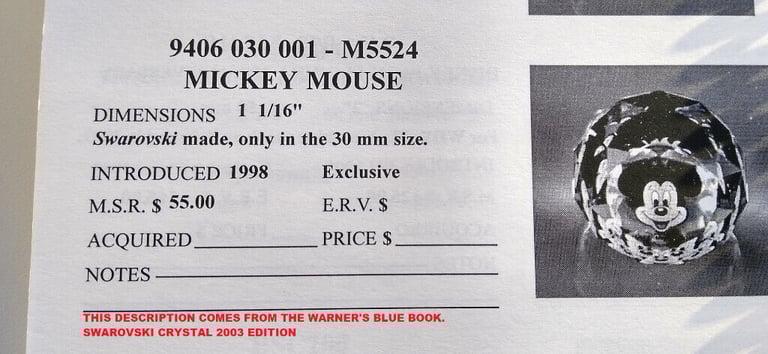 9406 030 001 - M5524
MICKEY MOUSE
DIMENSIONS 1 1/16"
Swarovski made, only in the 30 mm size.
INTRODUCED 1998 Exclusive
M.S.R. $ 55.00 E.R.V. $
ACQUIRED PRICE $
NOTES
THIS DESCRIPTION COMES FROM THE WARNER'S BLUE BOOK.
SWAROVSKI CRYSTAL 2003 EDITION